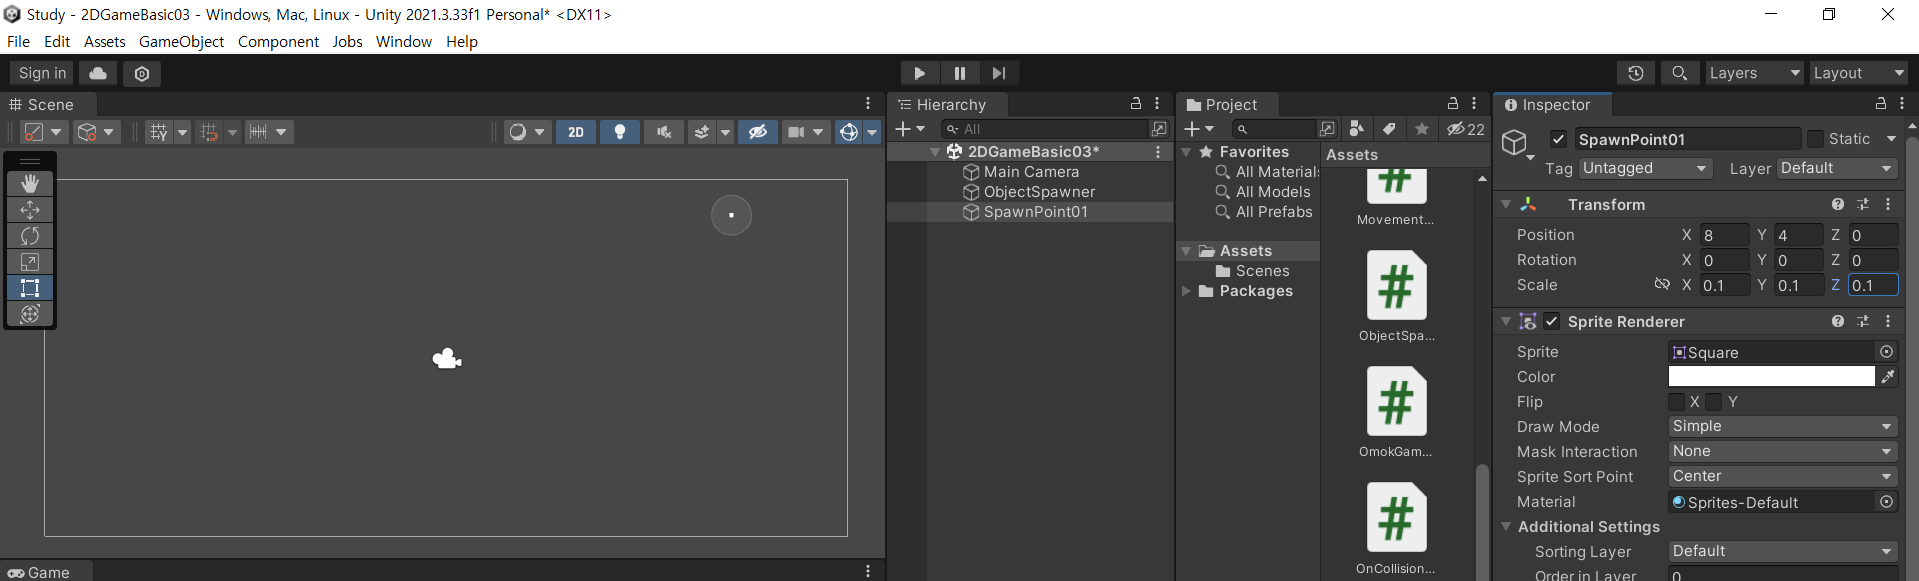 Study - 2DGameBasic03 - Windows, Mac, Linux - Unity 2021.3.33f1 Personal* <DX11>
File Edit Assets GameObject Component Jobs Window Help
Sign in
Layers
Layout
Scene
2D
Hierarchy
All
2DGameBasic03*
Main Camera
ObjectSpawner
SpawnPoint01
Project
22
Favorites
All Materials
All Models
All Prefabs
Assets
Scenes
Packages
Assets
Movement...
ObjectSpa...
OmokGam...
OnCollision...
Inspector
SpawnPoint01
Static
Tag Untagged
Layer Default
Transform
Position X 8 Y 4 Z 0
Rotation X 0 Y 0 Z 0
Scale X 0.1 Y 0.1 Z 0.1
Sprite Renderer
Sprite Square
Color
Flip X Y
Draw Mode Simple
Mask Interaction None
Sprite Sort Point Center
Material Sprites-Default
Additional Settings
Sorting Layer Default
Order in Layer 0
Game